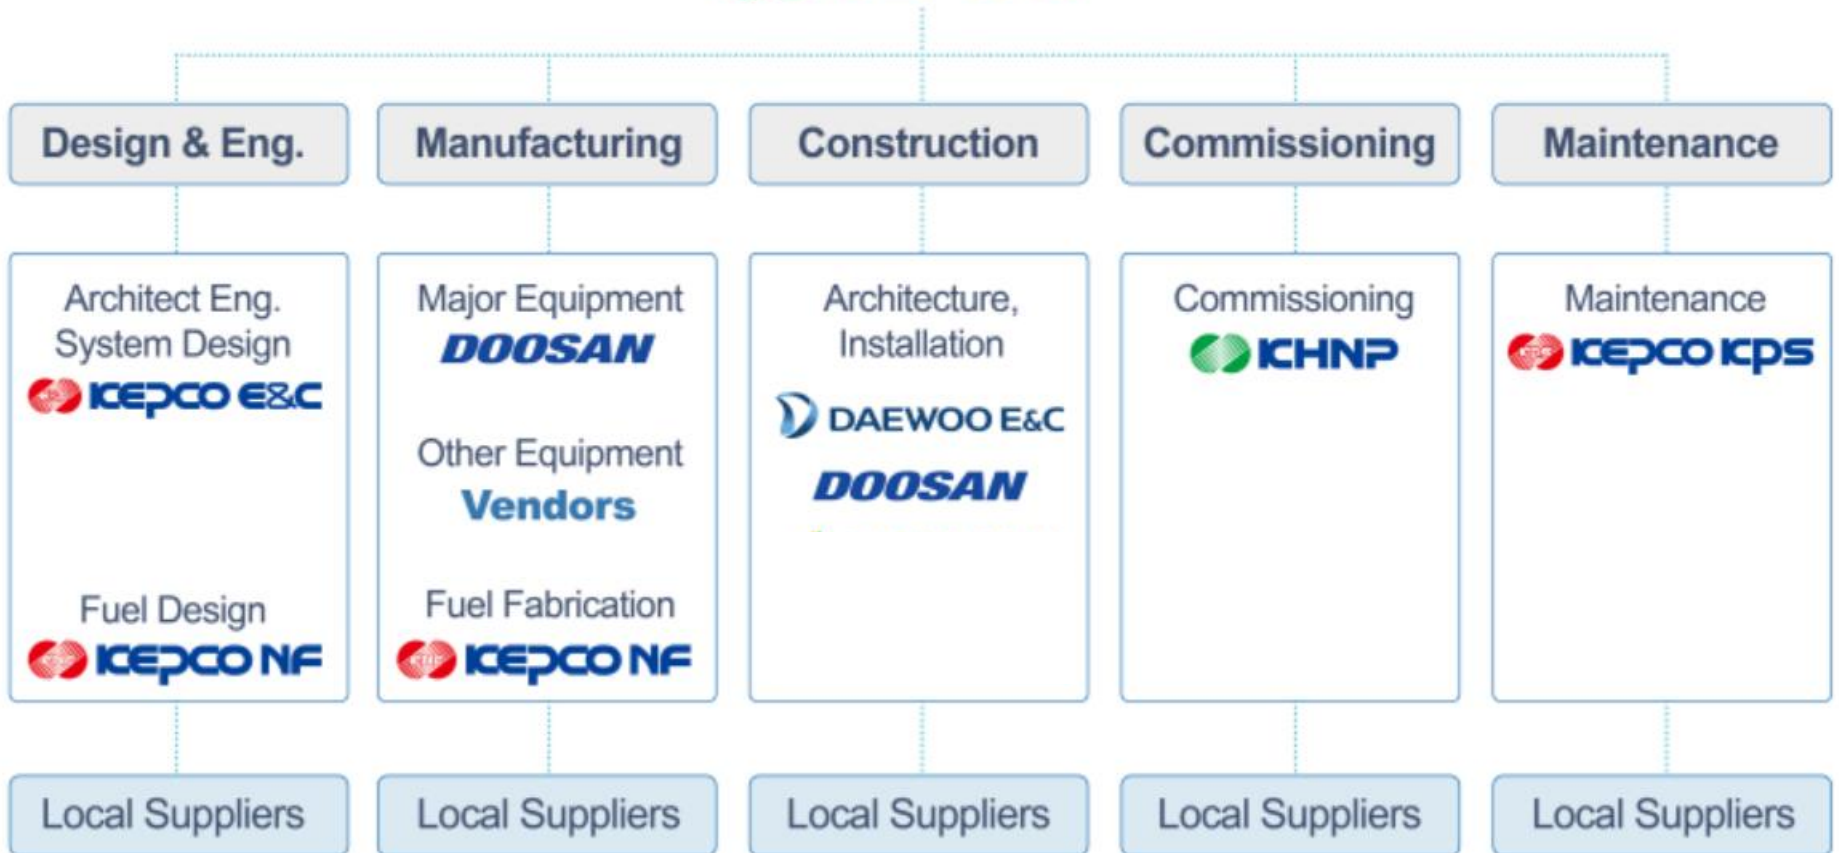 Design & Eng.
Architect Eng.
System Design
KEPCO E&C
Fuel Design
KEPCO NF
Local Suppliers
Manufacturing
Major Equipment
DOOSAN
Other Equipment
Vendors
Fuel Fabrication
KEPCO NF
Local Suppliers
Construction
Architecture,
Installation
DAEWOO E&C
DOOSAN
Local Suppliers
Commissioning
Commissioning
KHNP
Local Suppliers
Maintenance
Maintenance
KEPCO KPS
Local Suppliers